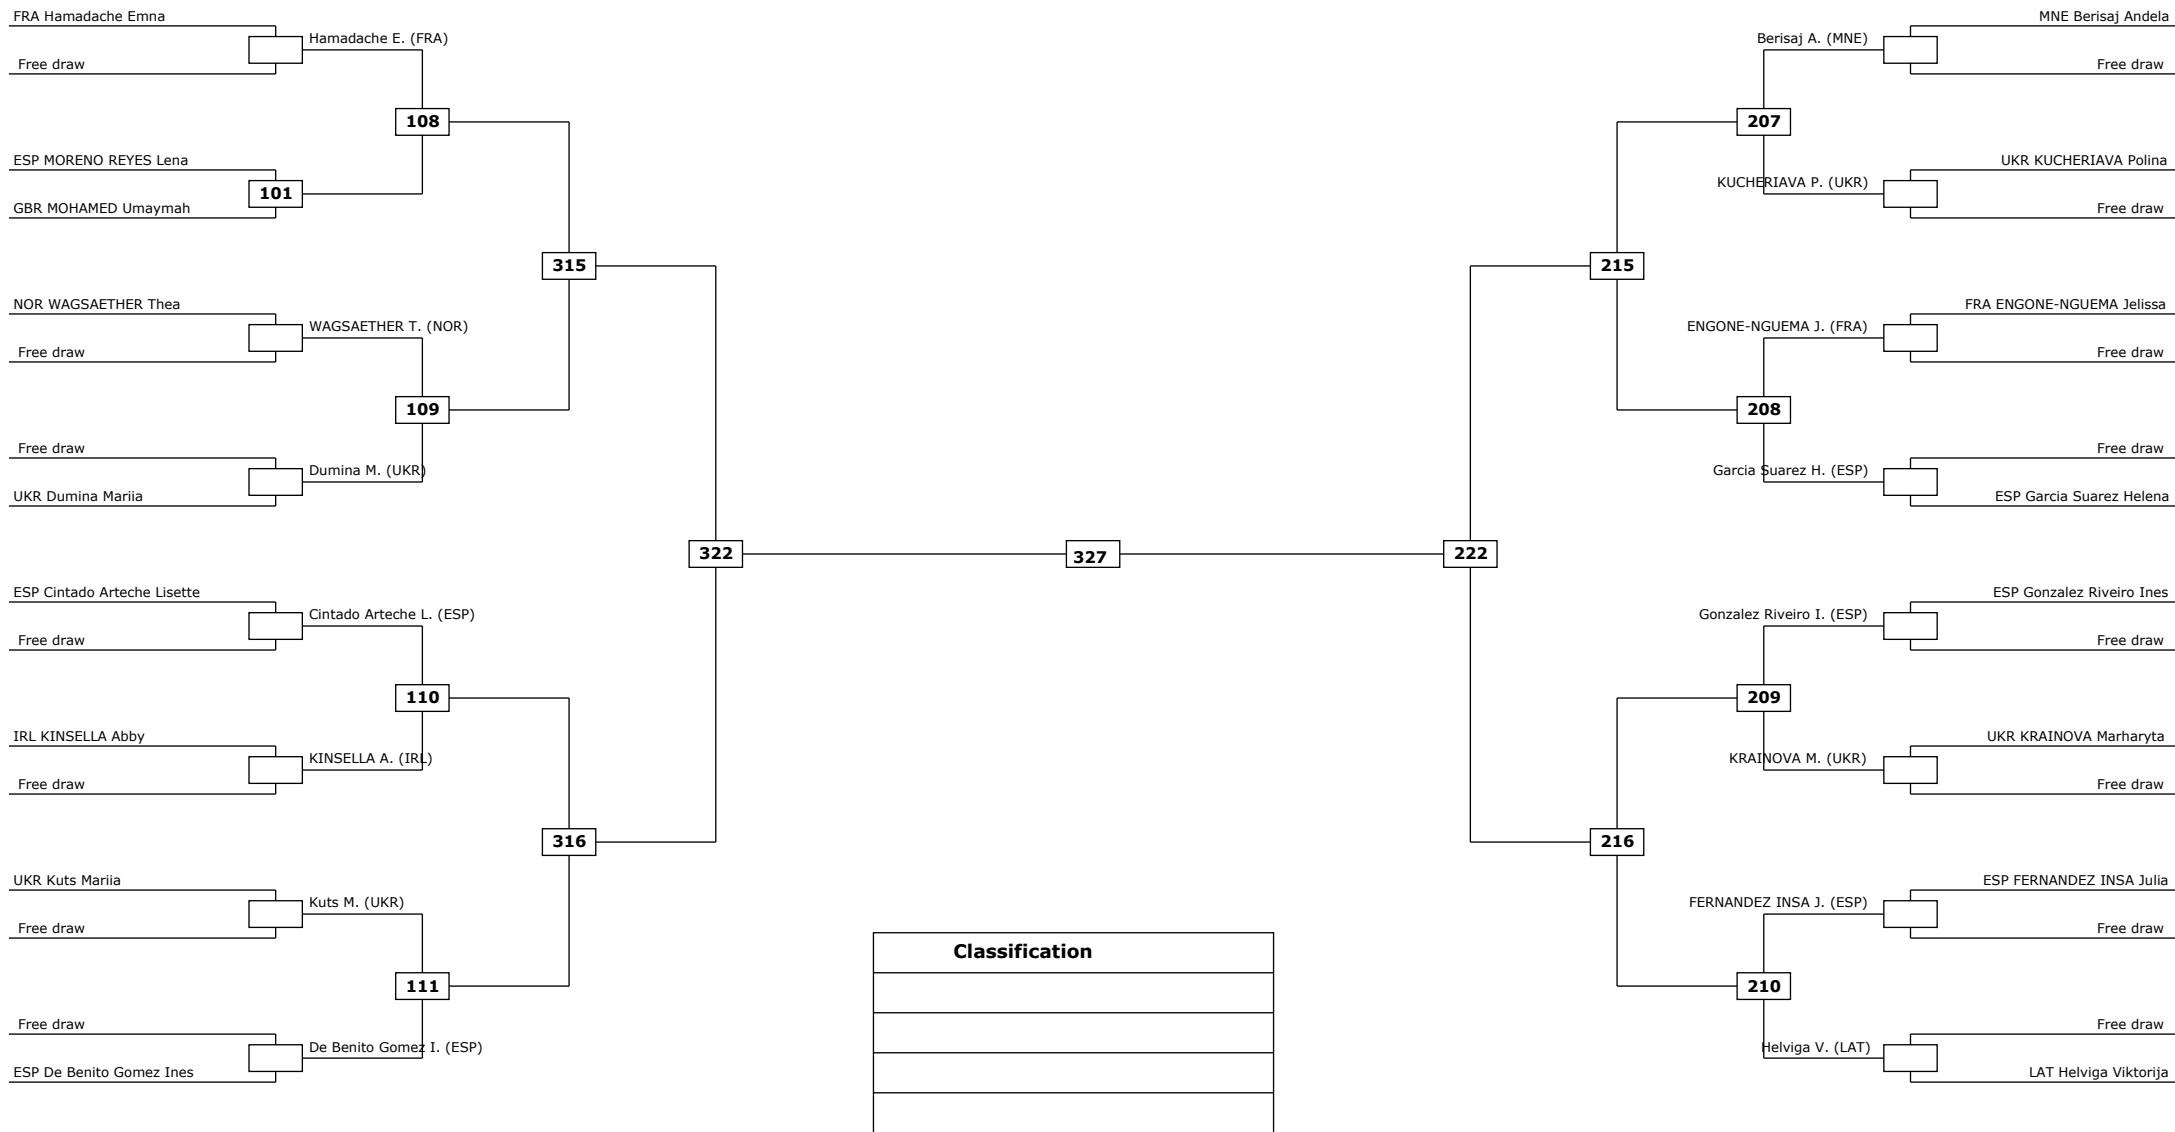 FRA Hamadache Emna
Hamadache E. (FRA)
Free draw
108
ESP MORENO REYES Lena
101
GBR MOHAMED Umaymah
315
NOR WAGSAETHER Thea
WAGSAETHER T. (NOR)
Free draw
109
Free draw
Dumina M. (UKR)
UKR Dumina Mariia
322
ESP Cintado Arteche Lisette
Cintado Arteche L. (ESP)
Free draw
110
IRL KINSELLA Abby
KINSELLA A. (IRL)
Free draw
316
UKR Kuts Mariia
Kuts M. (UKR)
Free draw
111
Free draw
De Benito Gomez I. (ESP)
ESP De Benito Gomez Ines
327
Classification
MNE Berisaj Andela
Berisaj A. (MNE)
Free draw
207
UKR KUCHERIAVA Polina
KUCHERIAVA P. (UKR)
Free draw
215
FRA ENGONE-NGUEMA Jelissa
ENGONE-NGUEMA J. (FRA)
Free draw
208
Free draw
Garcia Suarez H. (ESP)
ESP Garcia Suarez Helena
222
ESP Gonzalez Riveiro Ines
Gonzalez Riveiro I. (ESP)
Free draw
209
UKR KRAINOVA Marharyta
KRAINOVA M. (UKR)
Free draw
216
ESP FERNANDEZ INSA Julia
FERNANDEZ INSA J. (ESP)
Free draw
210
Free draw
Helviga V. (LAT)
LAT Helviga Viktorija